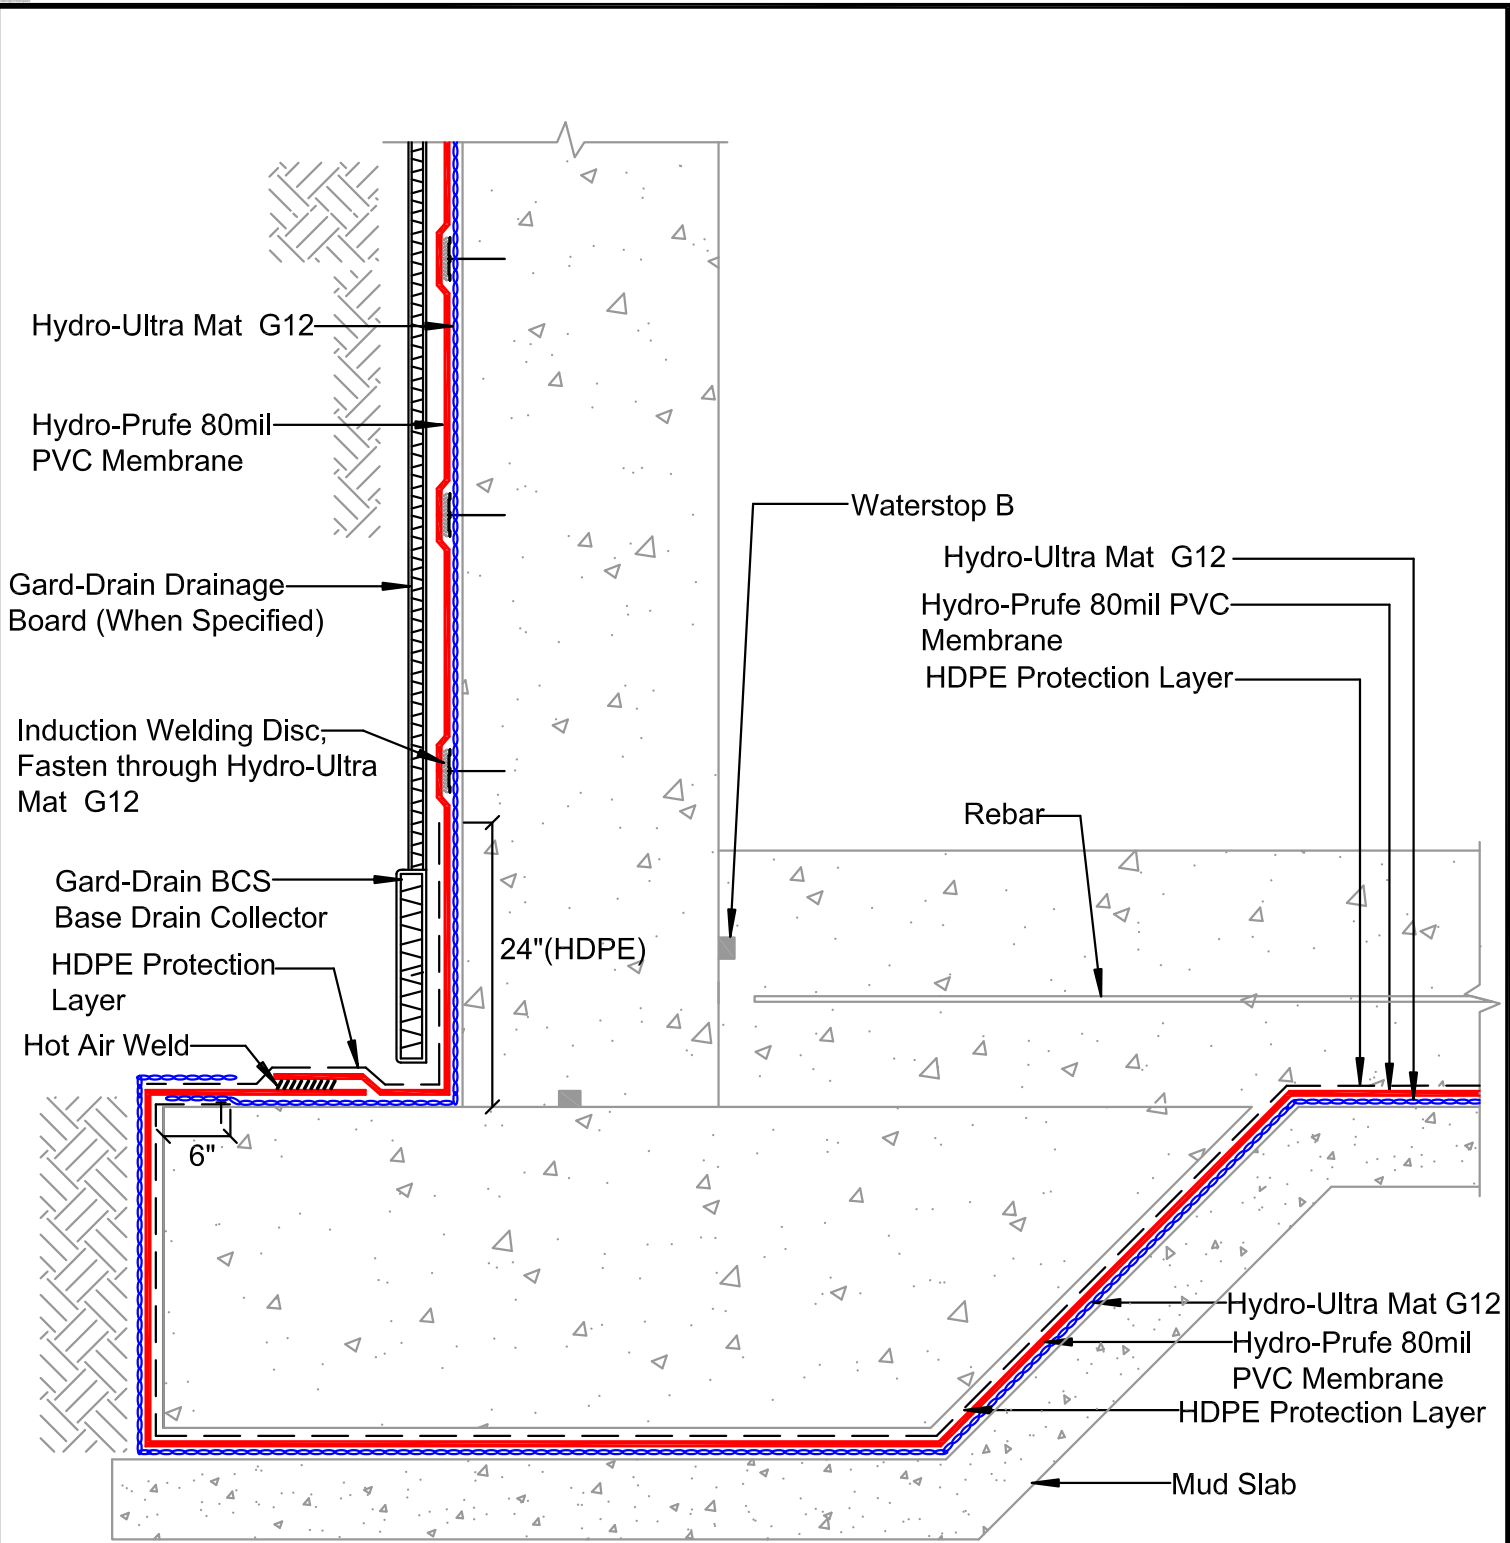 Hydro-Ultra Mat  G12
Hydro-Prufe 80mil
PVC Membrane
Gard-Drain Drainage
Board (When Specified)
Induction Welding Disc,
Fasten through Hydro-Ultra
Mat  G12
Gard-Drain BCS
Base Drain Collector
HDPE Protection
Layer
Hot Air Weld
6"
24"(HDPE)
Waterstop B
Hydro-Ultra Mat  G12
Hydro-Prufe 80mil PVC
Membrane
HDPE Protection Layer
Rebar
Hydro-Ultra Mat G12
Hydro-Prufe 80mil
PVC Membrane
HDPE Protection Layer
Mud Slab